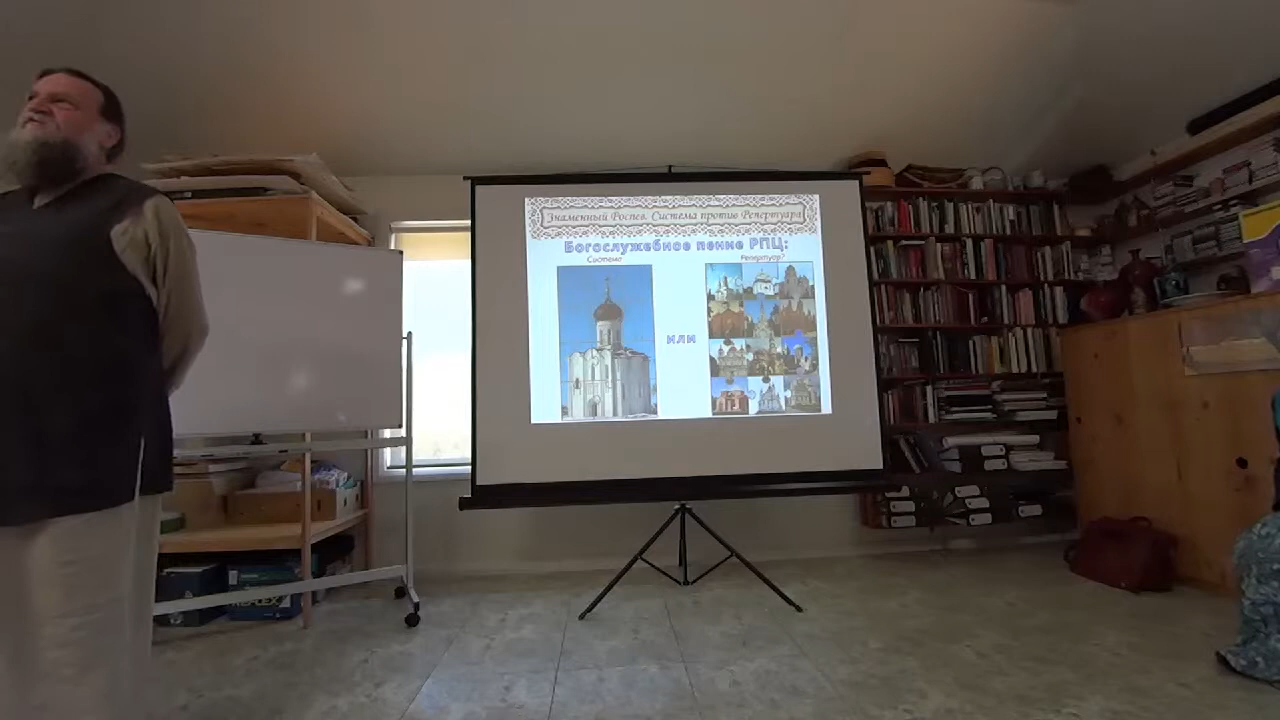 Знаменный Роспев. Система против Репертуара
Богослужебное пение РПЦ:
Система
Репертуар?
или